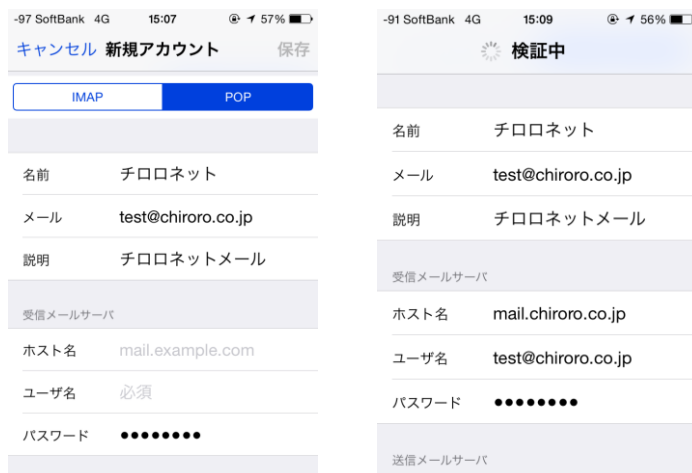 -97 SoftBank 4G 15:07 57%
キャンセル 新規アカウント 保存
IMAP POP
名前 チロロネット
メール test@chiroro.co.jp
説明 チロロネットメール
受信メールサーバ
ホスト名 mail.example.com
ユーザ名 必須
パスワード ●●●●●●●●
-91 SoftBank 4G 15:09 56%
検証中
名前 チロロネット
メール test@chiroro.co.jp
説明 チロロネットメール
受信メールサーバ
ホスト名 mail.chiroro.co.jp
ユーザ名 test@chiroro.co.jp
パスワード ●●●●●●●●
送信メールサーバ